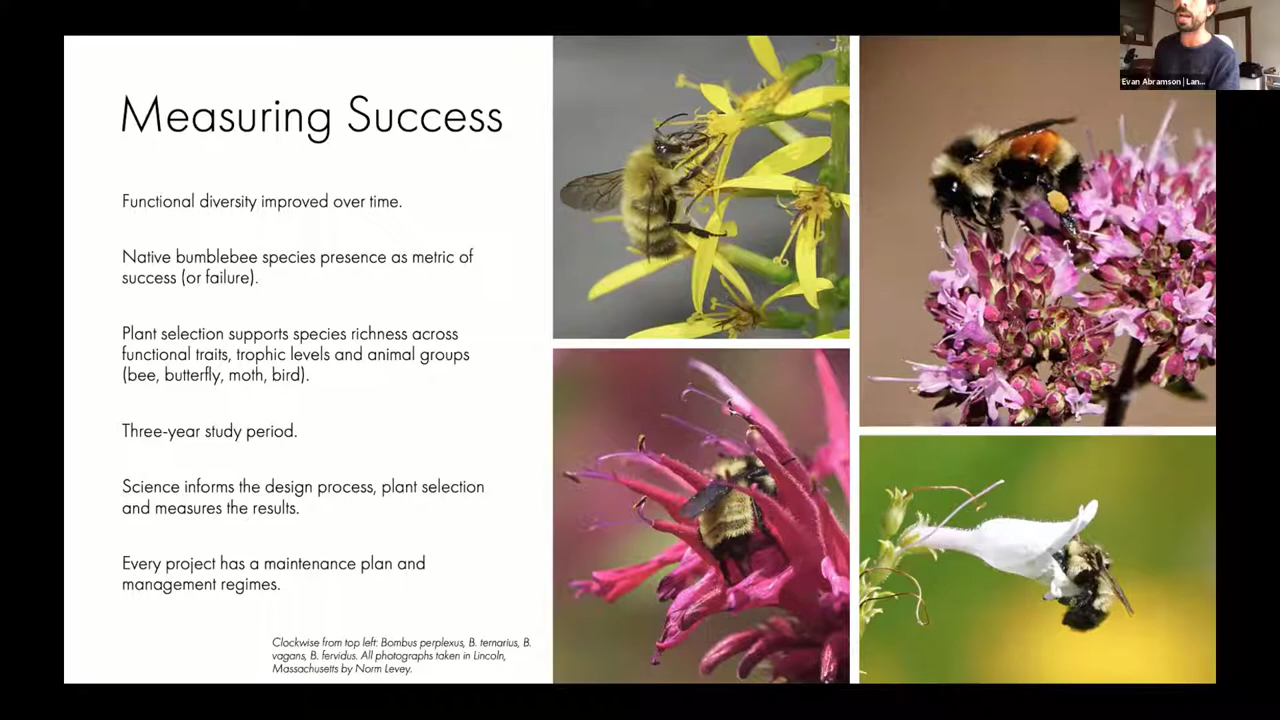 Measuring Success
Functional diversity improved over time.
Native bumblebee species presence as metric of
success (or failure).
Plant selection supports species richness across
functional traits, trophic levels and animal groups
(bee, butterfly, moth, bird).
Three-year study period.
Science informs the design process, plant selection
and measures the results.
Every project has a maintenance plan and
management regimes.
Clockwise from top left: Bombus perplexus, B. ternarius, B.
vagans, B. fervidus. All photographs taken in Lincoln,
Massachusetts by Norm Levey.
Evan Abramson | Lan...